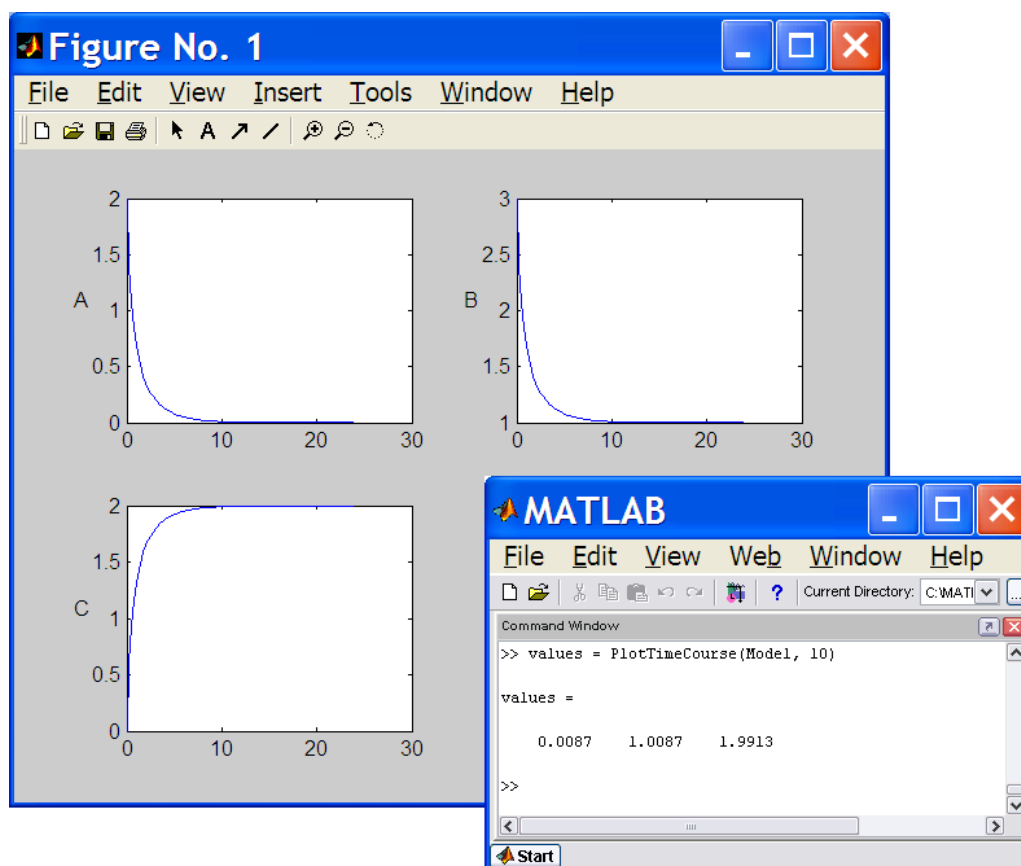 Figure No. 1
File Edit View Insert Tools Window Help
A
2
1.5
1
0.5
0
0 10 20 30
B
3
2.5
2
1.5
1
0 10 20 30
C
2
1.5
1
0.5
0
0 10 20 30
MATLAB
File Edit View Web Window Help
? Current Directory: C:\MATI ...
Command Window
>> values = PlotTimeCourse(Model, 10)
values =
0.0087 1.0087 1.9913
>>
Start